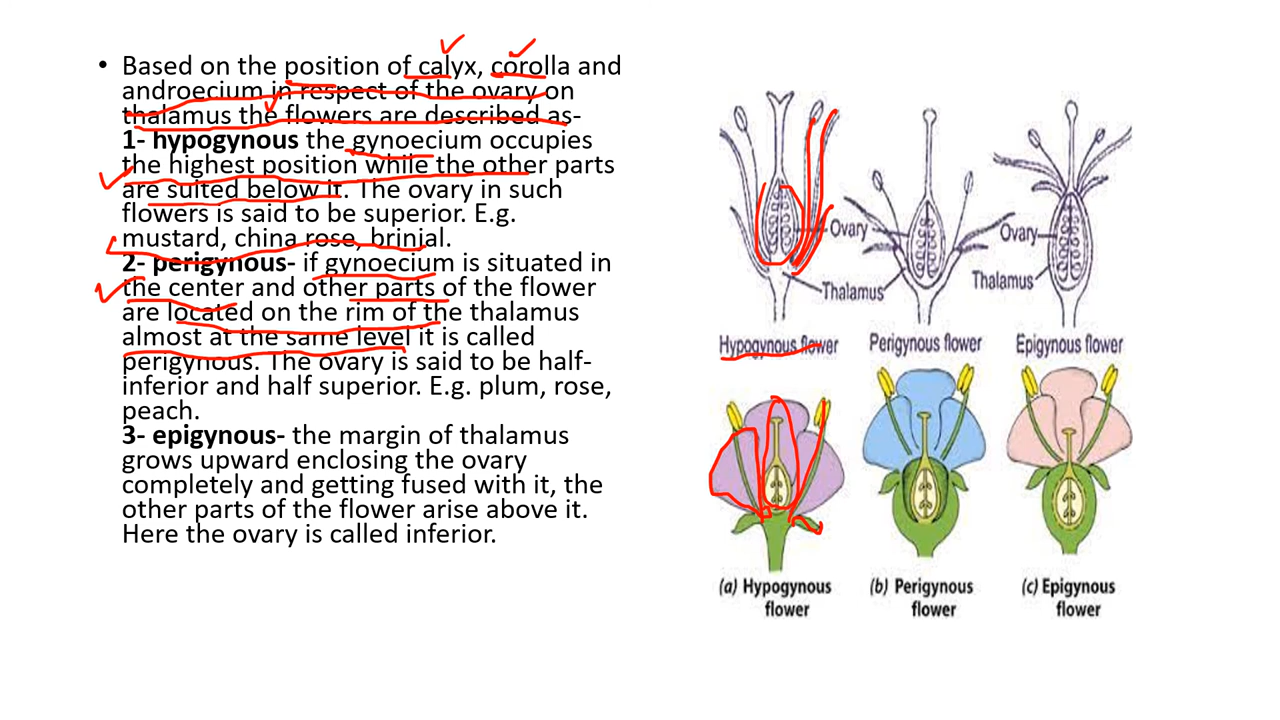 • Based on the position of calyx, corolla and
androecium in respect of the ovary on
thalamus the flowers are described as-
1- hypogynous the gynoecium occupies
the highest position while the other parts
are suited below it. The ovary in such
flowers is said to be superior. E.g.
mustard, china rose, brinjal.
2- perigynous- if gynoecium is situated in
the center and other parts of the flower
are located on the rim of the thalamus
almost at the same level it is called
perigynous. The ovary is said to be half-
inferior and half superior. E.g. plum, rose,
peach.
3- epigynous- the margin of thalamus
grows upward enclosing the ovary
completely and getting fused with it, the
other parts of the flower arise above it.
Here the ovary is called inferior.
Ovary
Thalamus
Ovary
Thalamus
Hypogynous flower
Perigynous flower
Epigynous flower
(a) Hypogynous
flower
(b) Perigynous
flower
(c) Epigynous
flower